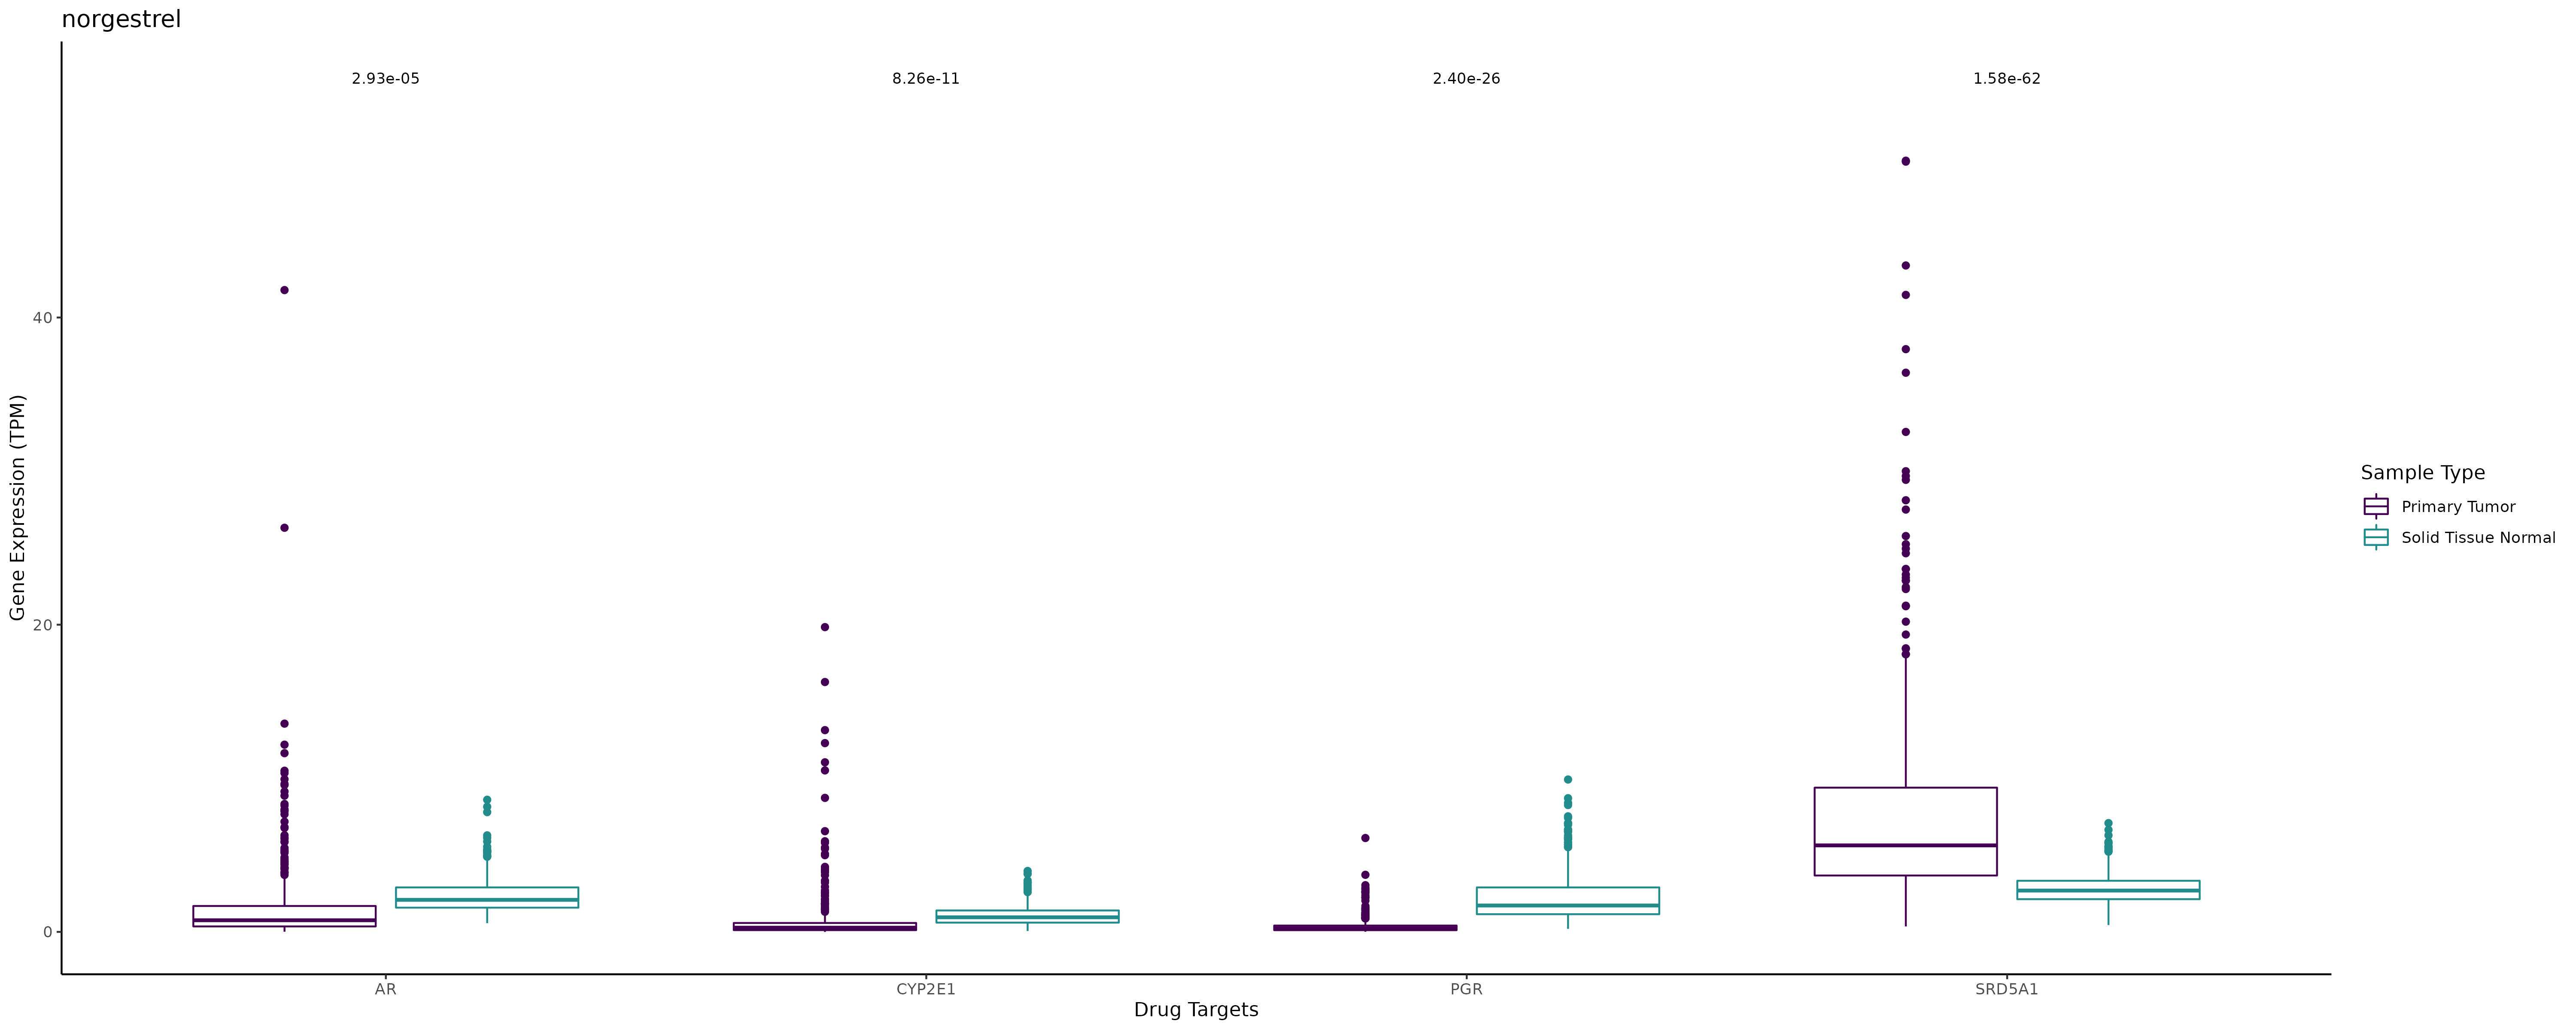 norgestrel
2.93e-05
8.26e-11
2.40e-26
1.58e-62
Gene Expression (TPM)
40
20
0
AR
CYP2E1
PGR
SRD5A1
Drug Targets
Sample Type
Primary Tumor
Solid Tissue Normal